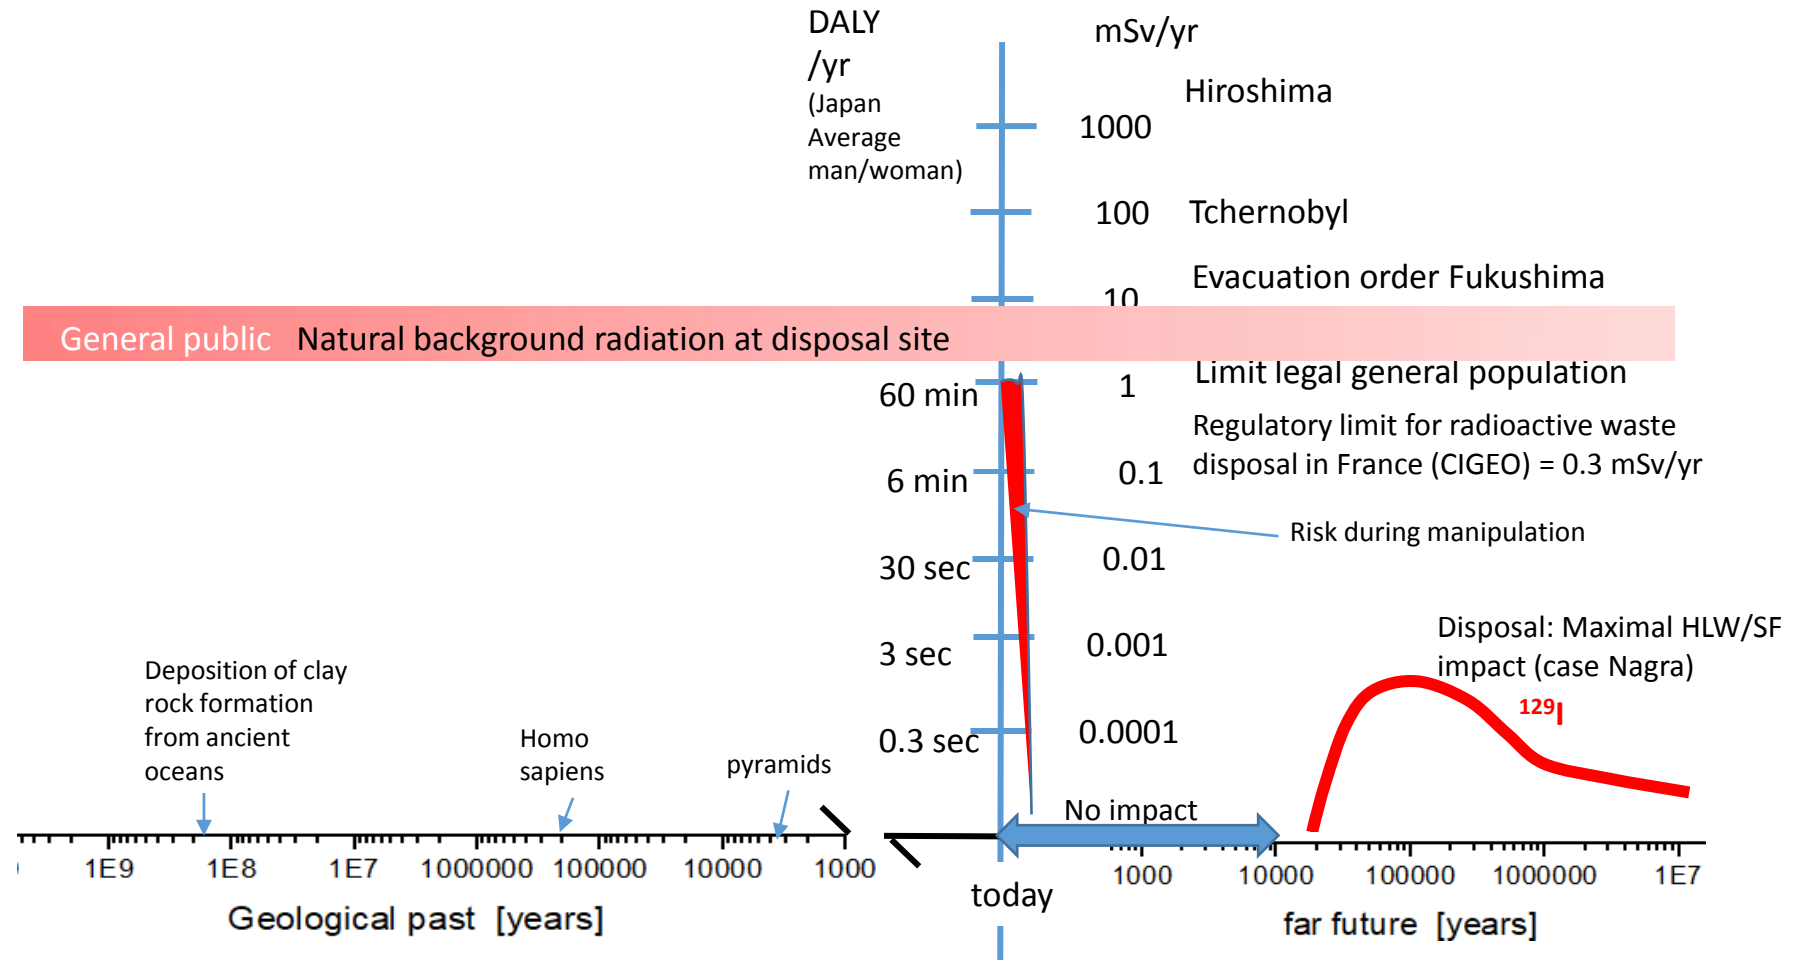 DALY
/yr
(Japan
Average
man/woman)
mSv/yr
Hiroshima
1000
100
Tchernobyl
Evacuation order Fukushima
10
General public Natural background radiation at disposal site
Limit legal general population
60 min
1
Regulatory limit for radioactive waste
disposal in France (CIGEO) = 0.3 mSv/yr
6 min
0.1
Risk during manipulation
30 sec
0.01
3 sec
0.001
Disposal: Maximal HLW/SF
impact (case Nagra)
129I
0.3 sec
0.0001
Deposition of clay
rock formation
from ancient
oceans
Homo
sapiens
pyramids
No impact
1E9 1E8 1E7 1000000 100000 10000 1000
today
1000 10000 100000 1000000 1E7
Geological past [years]
far future [years]